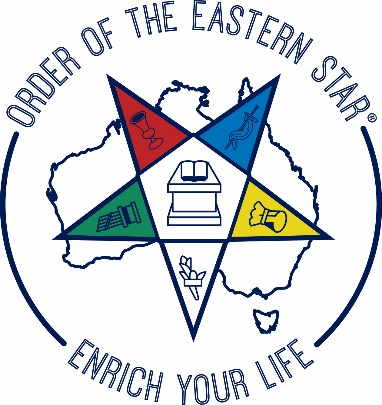 ORDER OF THE EASTERN STAR®
ENRICH YOUR LIFE